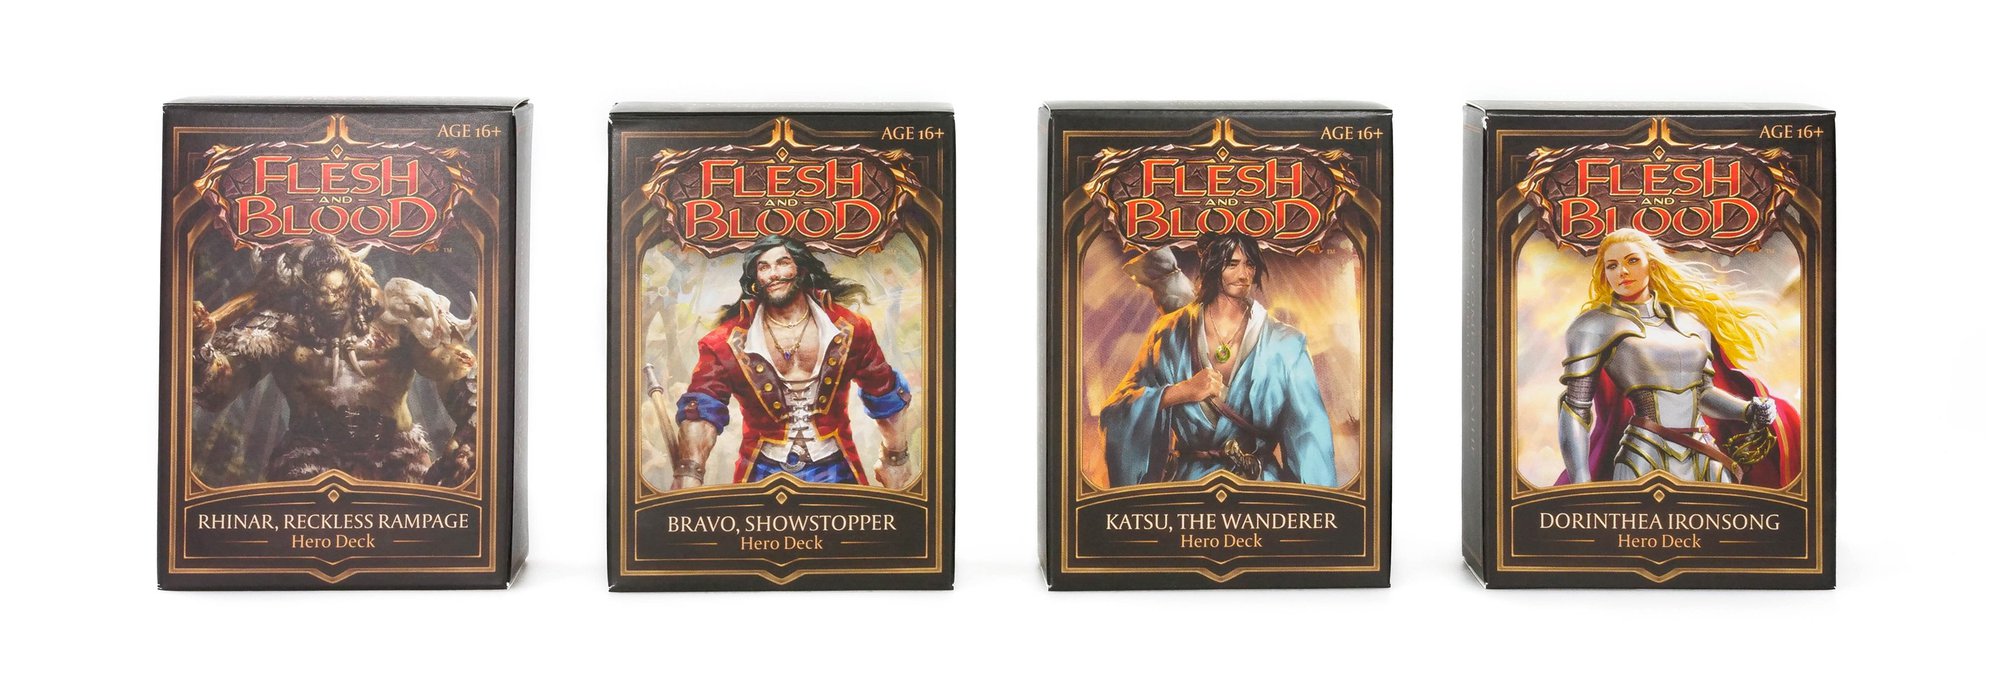 AGE 16+
FLESH
AND
BLOOD
™
RHINAR, RECKLESS RAMPAGE
Hero Deck
AGE 16+
FLESH
AND
BLOOD
BRAVO, SHOWSTOPPER
Hero Deck
AGE 16+
FLESH
AND
BLOOD
™
KATSU, THE WANDERER
Hero Deck
AGE 16+
FLESH
AND
BLOOD
DORINTHEA IRONSONG
Hero Deck